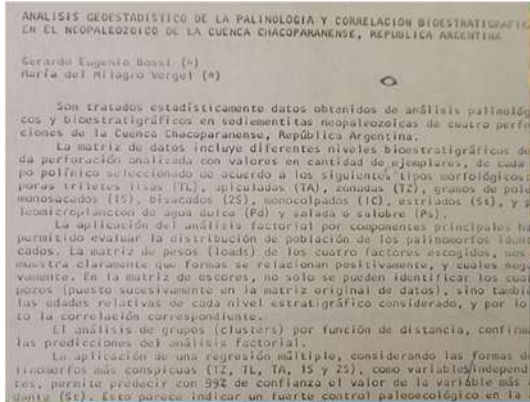 ANALISIS GEOESTADISTICO DE LA PALINOLOGIA Y CORRELACION BIOESTRATIGRAFIC
EN EL NEOPALEOZOICO DE LA CUENCA CHACOPARANENSE, REPUBLICA ARGENTINA
Gerardo Eugenio Bossi (*)
María del Milagro Vergel (*)
Son tratados estadísticamente datos obtenidos de análisis palinológ
cos y bioestratigráficos en sedimentitas neopaleozoicas de cuatro perfo
ciones de la Cuenca Chacoparanense, República Argentina.
La matriz de datos incluye diferentes niveles bioestratigráficos de
da perforación analizada con valores en cantidad de ejemplares, de cada
po polínico seleccionado de acuerdo a los siguientes tipos morfológicos:
poras triletes lisas (TL), apiculadas (TA), zonadas (TZ), granos de pole
monosacados (1S), bisacados (2S), monocolpados (1C), estriados (St), y p
leomicroplancton de agua dulce (Pd) y salada o salobre (Ps).
La aplicación del análisis factorial por componentes principales ha
permitido evaluar la distribución de población de los palinomorfos iden
cados. La matriz de pesos (loads) de los cuatro factores escogidos, nos
muestra claramente que formas se relacionan positivamente, y cuales neg
vamente. En la matriz de escores, no solo se pueden identificar los cua
pozos (puesto sucesivamente en la matriz original de datos), sino tambié
las edades relativas de cada nivel estratigráfico considerado, y por lo
to la correlación correspondiente.
El análisis de grupos (clusters) por función de distancia, confirma
las predicciones del análisis factorial.
La aplicación de una regresión múltiple, considerando las formas de
linomorfos más conspicuas (TZ, TL, TA, 1S y 2S), como variables independ
tes, permite predecir con 99% de confianza el valor de la variable más
dante (St). Esto parece indicar un fuerte control paleoecológico en la